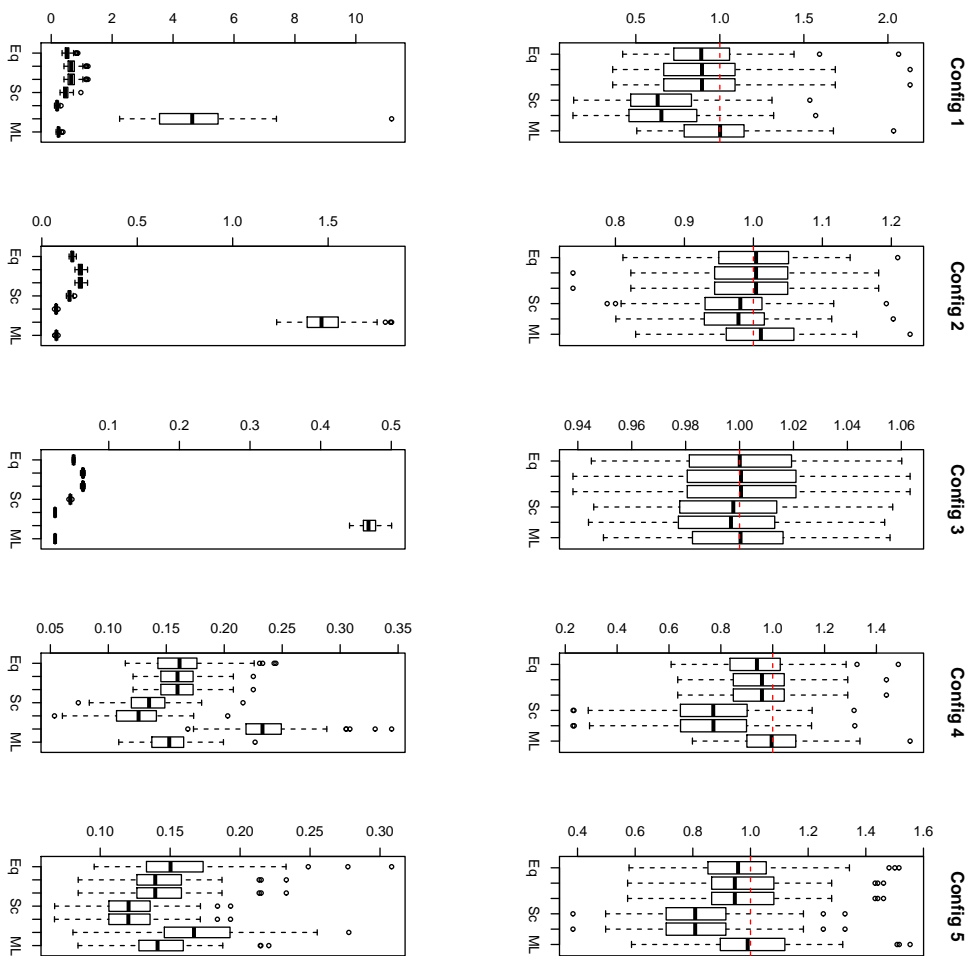 0 2 4 6 8 10
Eq Sc ML
0.5 1.0 1.5 2.0
Eq Sc ML
Config 1
0.0 0.5 1.0 1.5
Eq Sc ML
0.8 0.9 1.0 1.1 1.2
Eq Sc ML
Config 2
0.1 0.2 0.3 0.4 0.5
Eq Sc ML
0.94 0.96 0.98 1.00 1.02 1.04 1.06
Eq Sc ML
Config 3
0.05 0.10 0.15 0.20 0.25 0.30 0.35
Eq Sc ML
0.2 0.4 0.6 0.8 1.0 1.2 1.4
Eq Sc ML
Config 4
0.10 0.15 0.20 0.25 0.30
Eq Sc ML
0.4 0.6 0.8 1.0 1.2 1.4 1.6
Eq Sc ML
Config 5